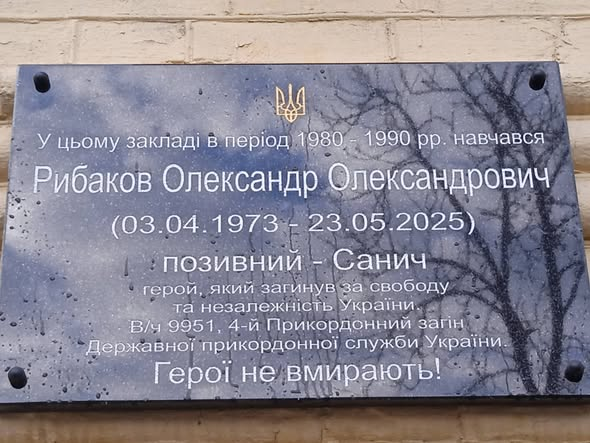 У цьому закладі в період 1980 - 1990 рр. навчався
Рибаков Олександр Олександрович
(03.04.1973 - 23.05.2025)
позивний - Санич
герой, який загинув за свободу
та незалежність України.
В/ч 9951, 4-й Прикордонний загін
Державної прикордонної служби України.
Герої не вмирають!